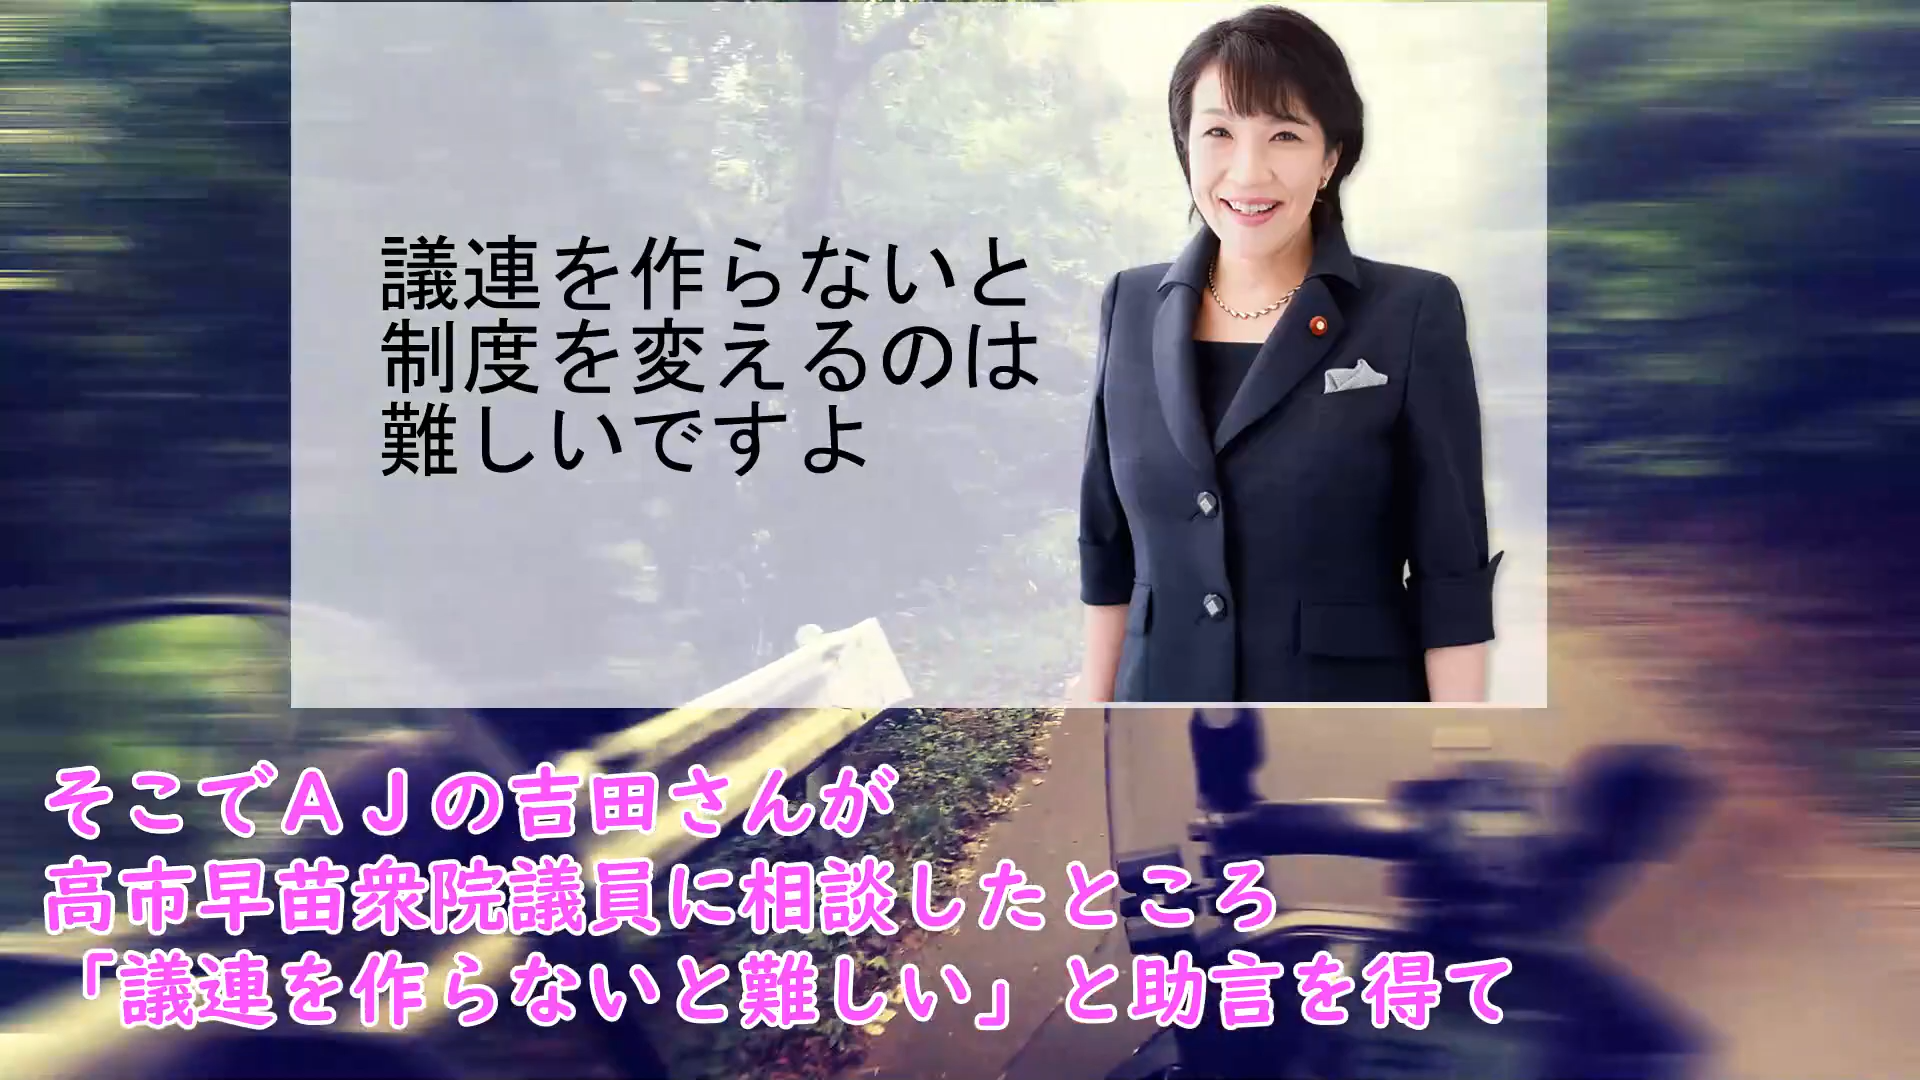 議連を作らないと
制度を変えるのは
難しいですよ
そこでＡＪの吉田さんが
高市早苗衆院議員に相談したところ
「議連を作らないと難しい」と助言を得て